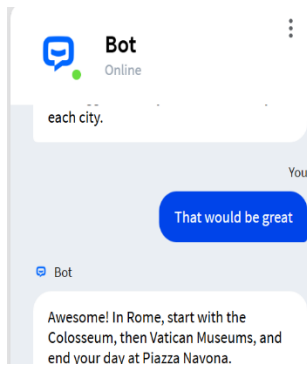 Bot
Online
each city.
You
That would be great
Bot
Awesome! In Rome, start with the
Colosseum, then Vatican Museums, and
end your day at Piazza Navona.